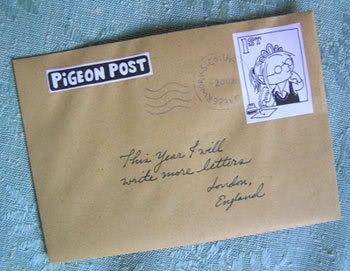 PIGEON POST
1ST
This Year I will
write more letters
London,
England